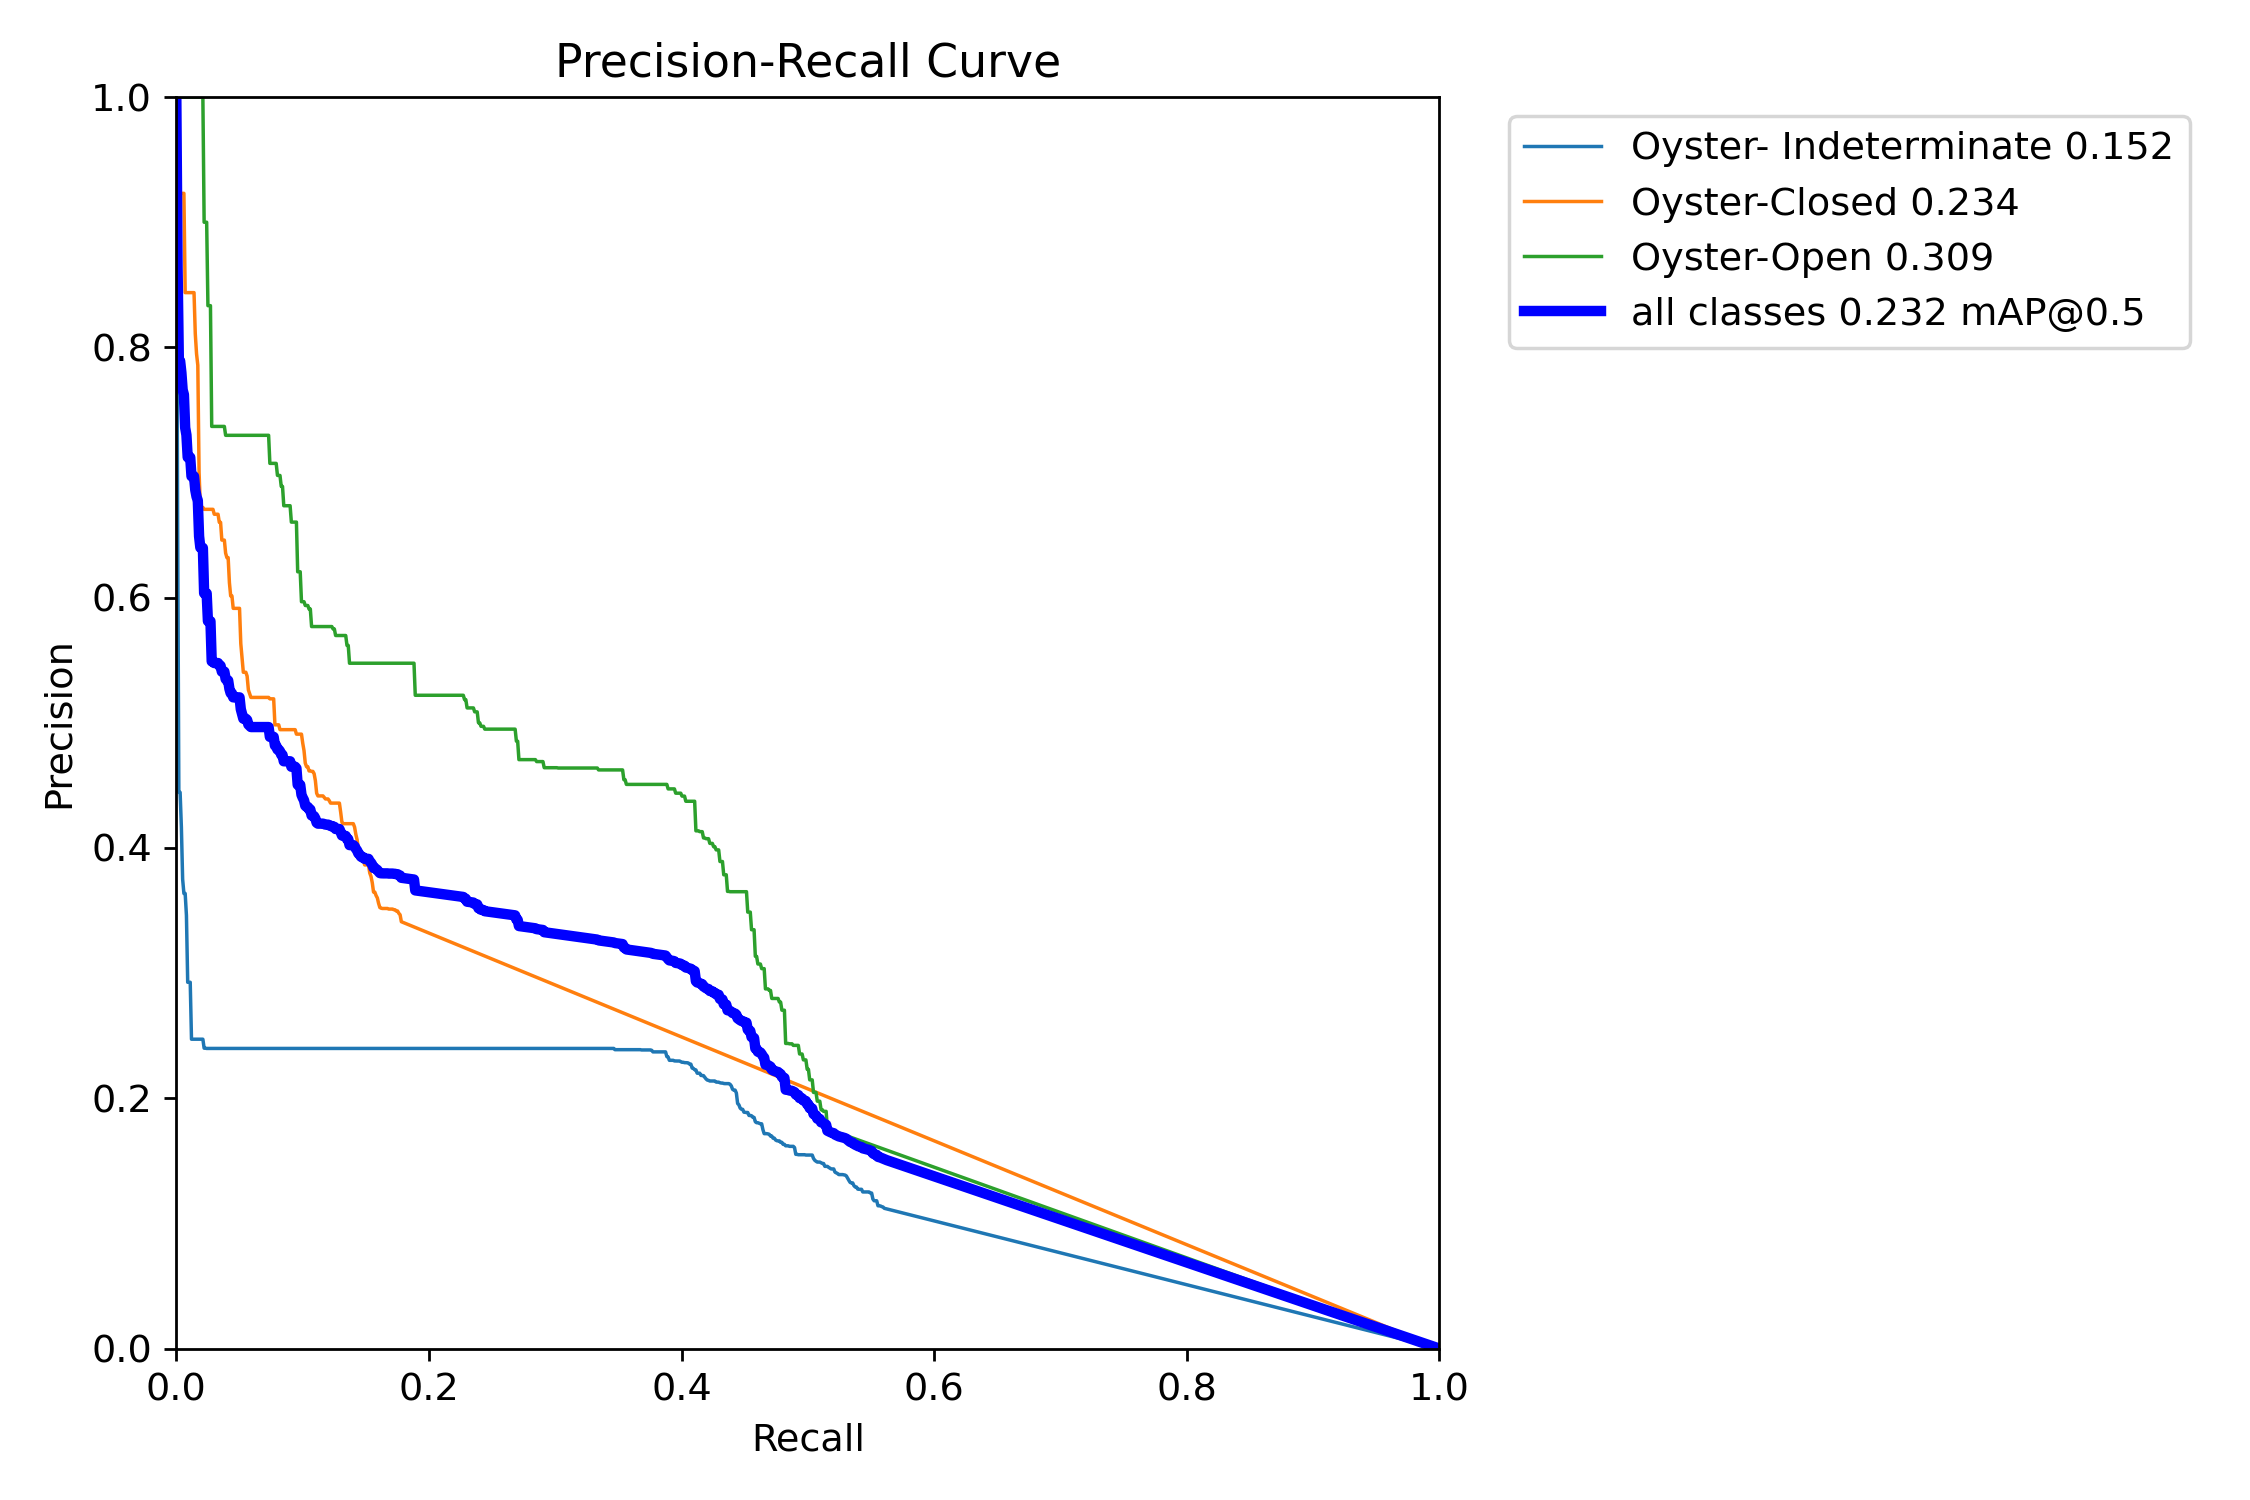 Precision-Recall Curve
1.0
0.8
0.6
0.4
0.2
0.0
Precision
0.0 0.2 0.4 0.6 0.8 1.0
Recall
Oyster- Indeterminate 0.152
Oyster-Closed 0.234
Oyster-Open 0.309
all classes 0.232 mAP@0.5